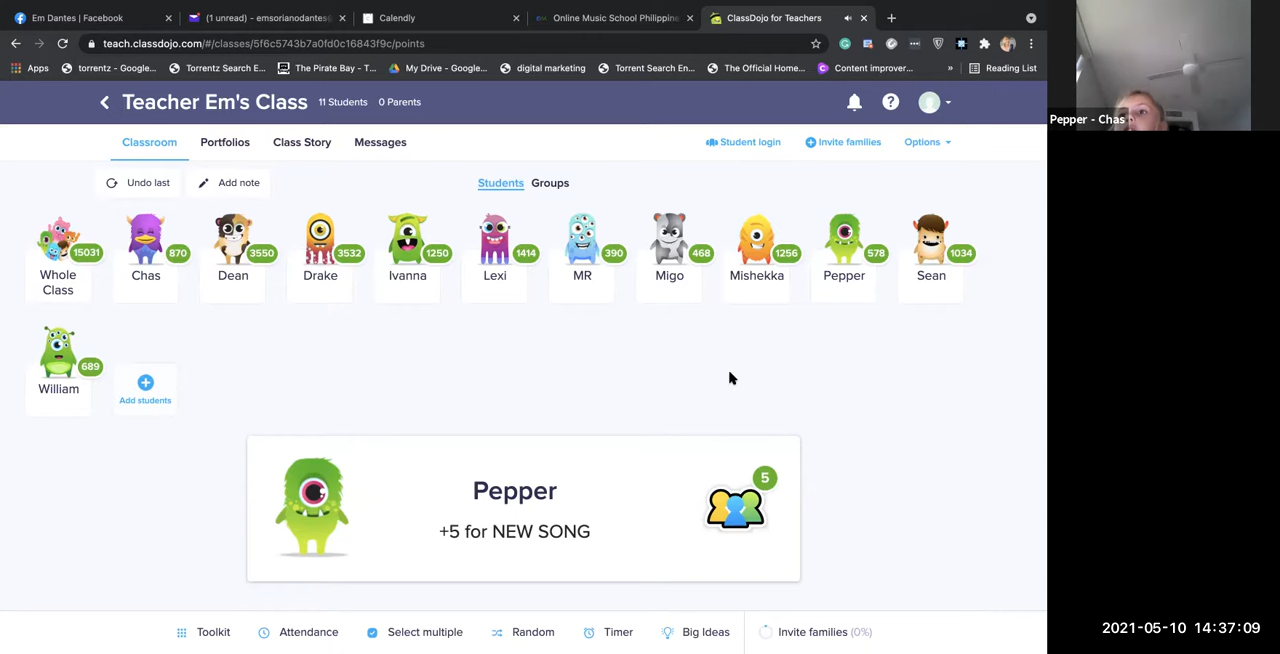 Em Dantes | Facebook
(1 unread) - emsorianodantes@
Calendly
Online Music School Philippine
ClassDojo for Teachers
teach.classdojo.com/#/classes/5f6c5743b7a0fd0c16843f9c/points
Apps
torrentz - Google...
Torrentz Search E...
The Pirate Bay - T...
My Drive - Google...
digital marketing
Torrent Search En...
The Official Home...
Content improver...
»
Reading List
Teacher Em's Class
11 Students
0 Parents
Classroom
Portfolios
Class Story
Messages
Student login
Invite families
Options
Undo last
Add note
Students
Groups
15031
870
3550
3532
1250
1414
390
468
1256
578
1034
Whole Class
Chas
Dean
Drake
Ivanna
Lexi
MR
Migo
Mishekka
Pepper
Sean
689
William
Add students
Pepper
+5 for NEW SONG
5
Toolkit
Attendance
Select multiple
Random
Timer
Big Ideas
Invite families (0%)
Pepper - Chas
2021-05-10 14:37:09